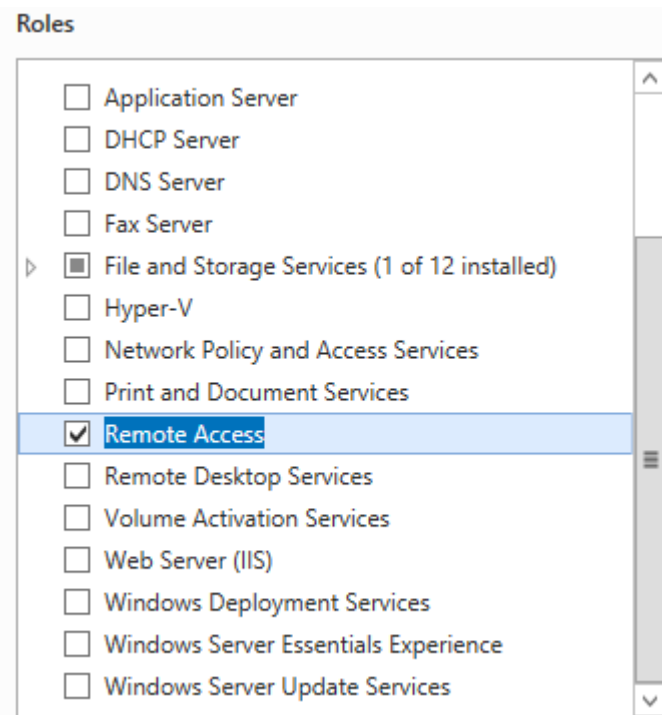 Roles
Application Server
DHCP Server
DNS Server
Fax Server
File and Storage Services (1 of 12 installed)
Hyper-V
Network Policy and Access Services
Print and Document Services
Remote Access
Remote Desktop Services
Volume Activation Services
Web Server (IIS)
Windows Deployment Services
Windows Server Essentials Experience
Windows Server Update Services